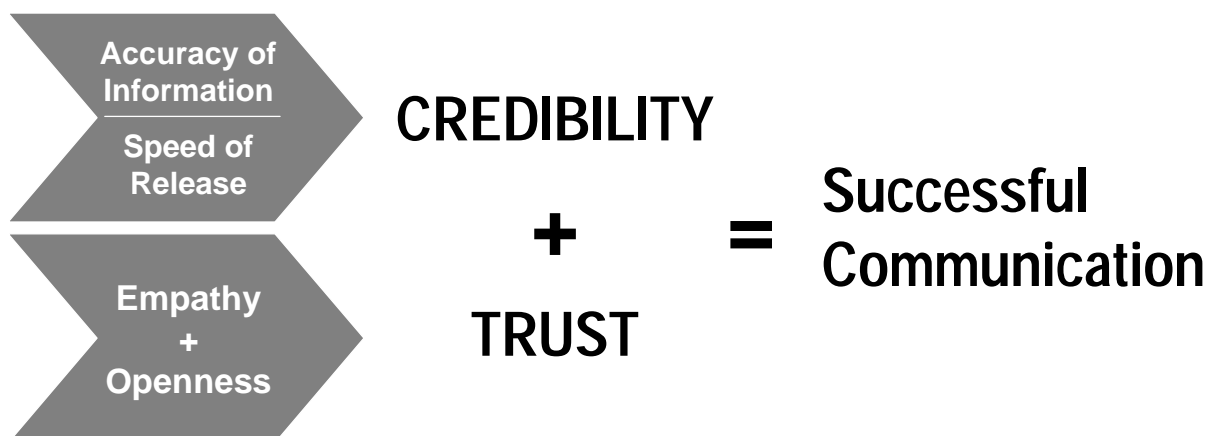 Accuracy of
Information
Speed of
Release
Empathy
+
Openness
CREDIBILITY
+
TRUST
=
Successful
Communication